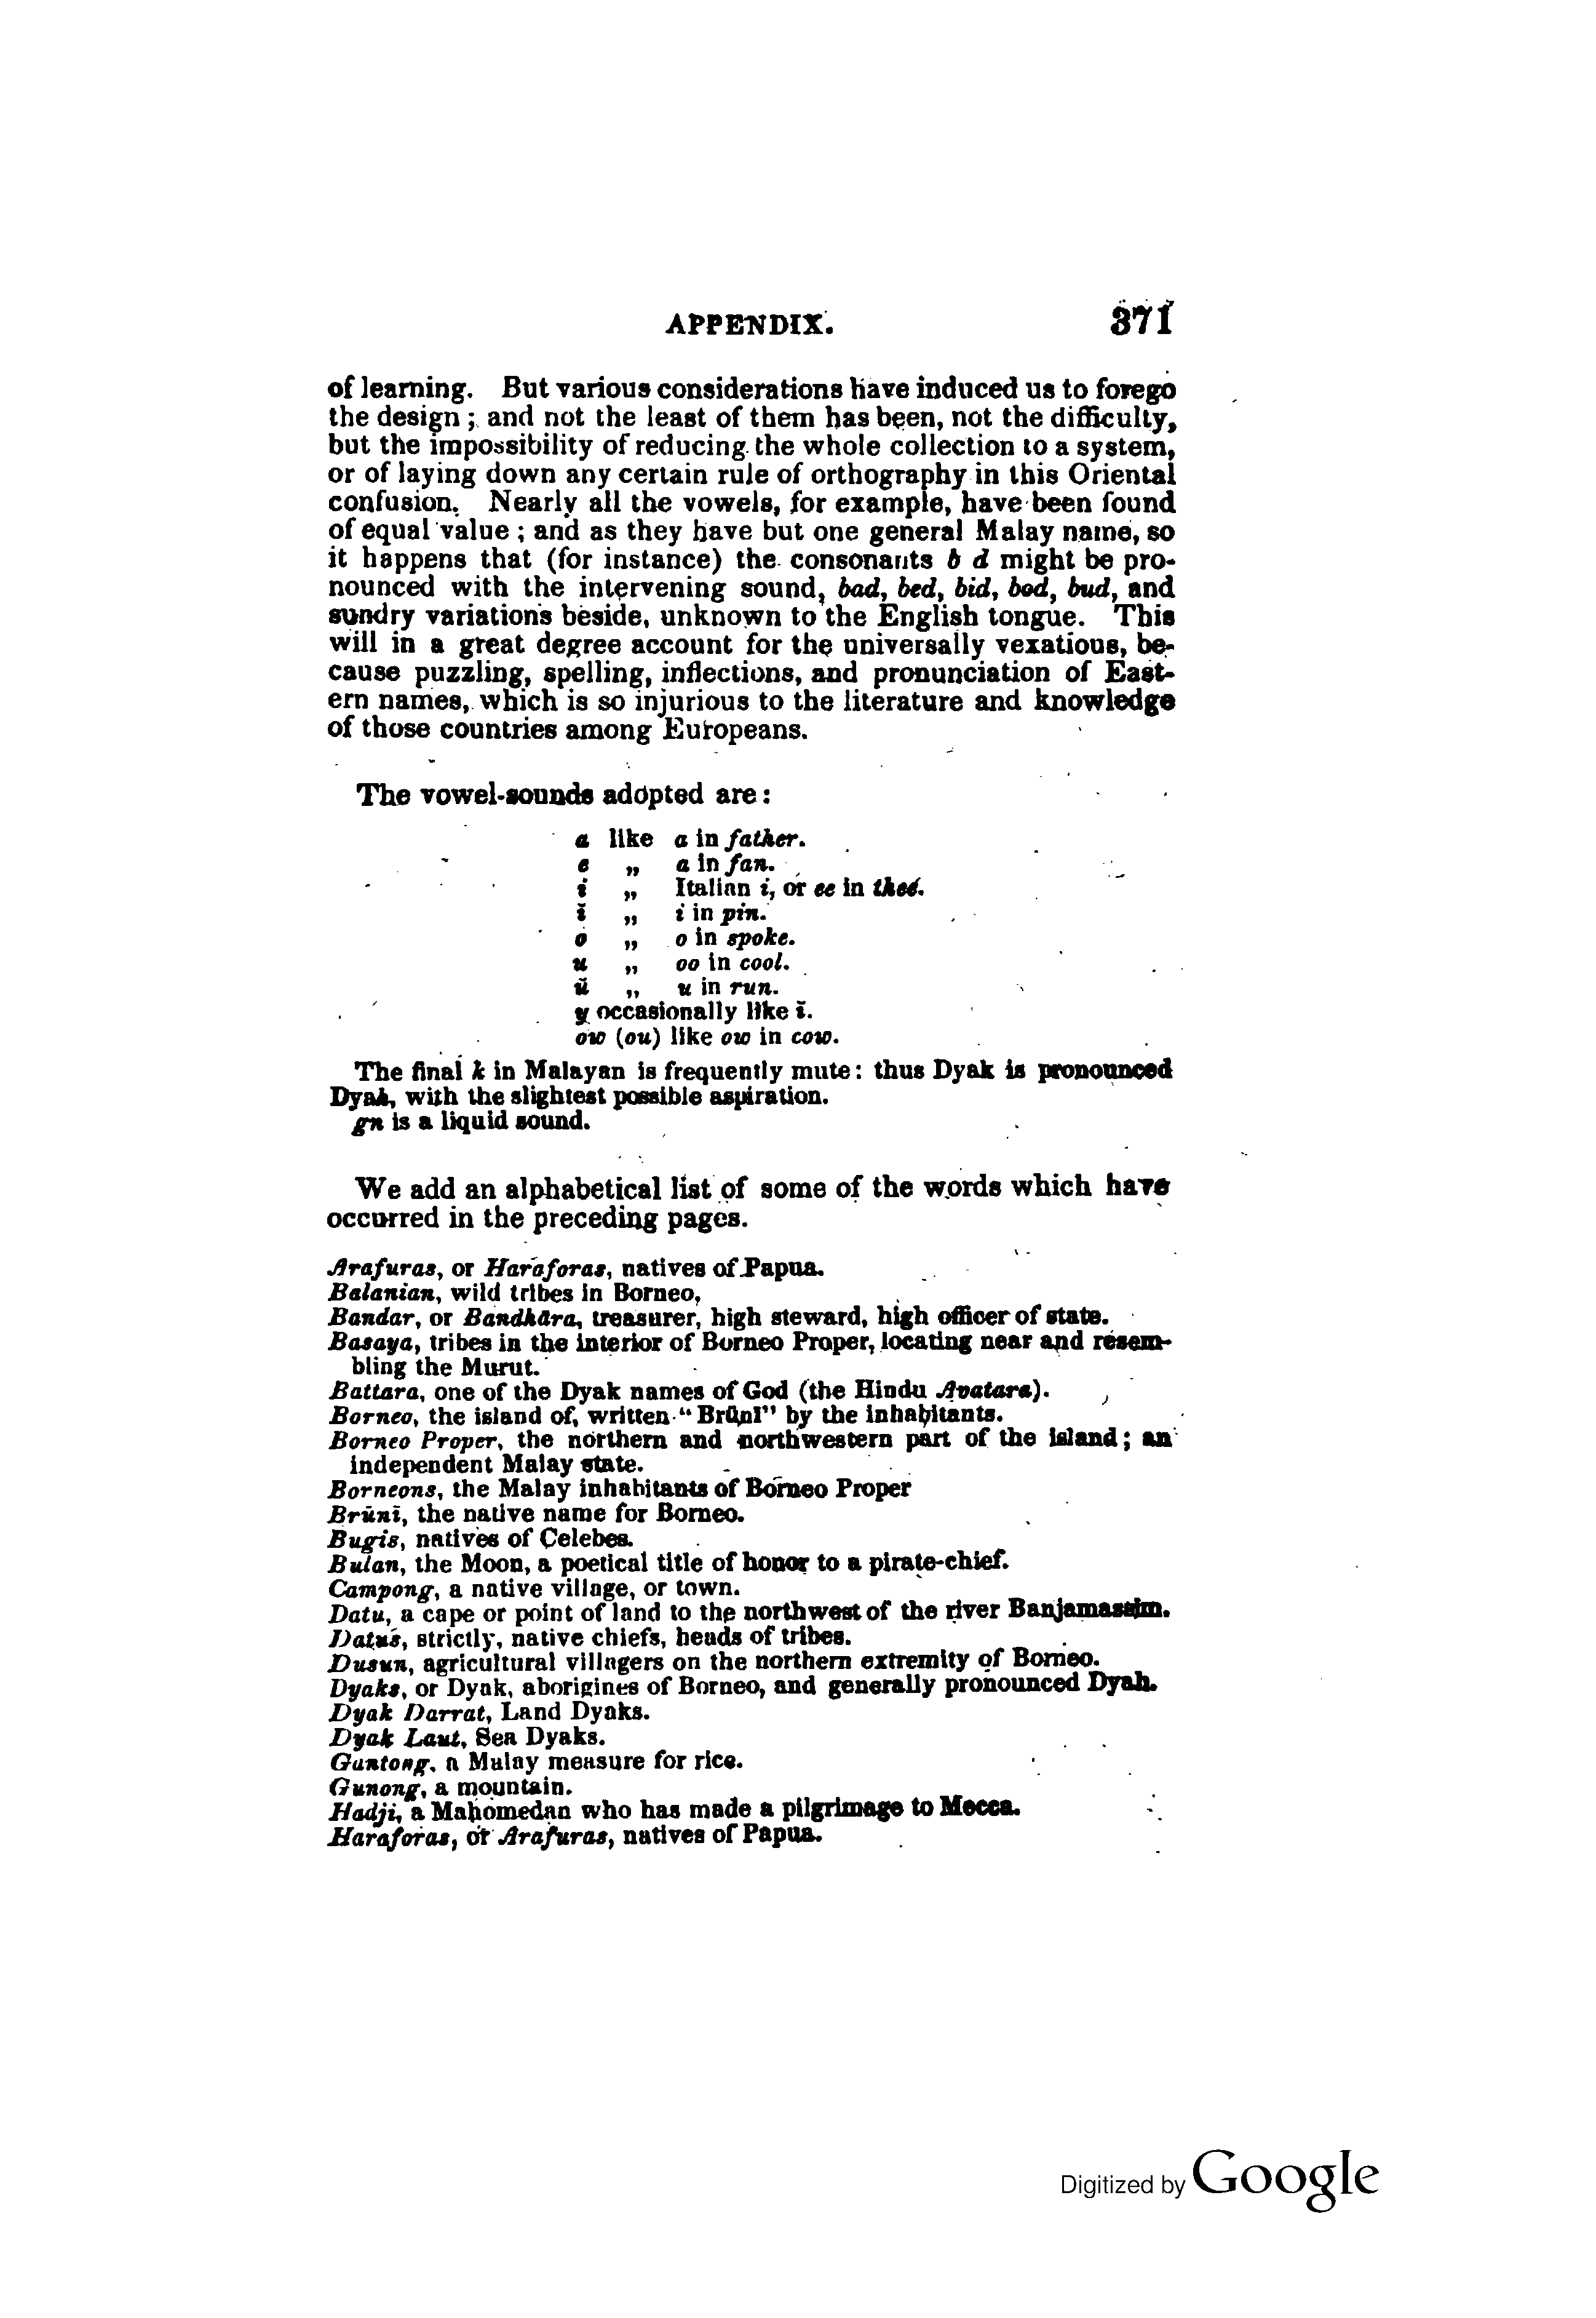 APPENDIX. 371
of learning. But various considerations have induced us to forego
the design; and not the least of them has been, not the difficulty,
but the impossibility of reducing the whole collection to a system,
or of laying down any certain rule of orthography in this Oriental
confusion. Nearly all the vowels, for example, have been found
of equal value; and as they have but one general Malay name, so
it happens that (for instance) the consonants b d might be pro-
nounced with the intervening sound, bad, bed, bid, bod, bud, and
sundry variations beside, unknown to the English tongue. This
will in a great degree account for the universally vexatious, be-
cause puzzling, spelling, inflections, and pronunciation of East-
ern names, which is so injurious to the literature and knowledge
of those countries among Europeans.
The vowel-sounds adopted are:
a like a in father.
e „ a in fan.
i „ Italian i, or ee in thee.
ĭ „ i in pin.
o „ o in spoke.
u „ oo in cool.
ŭ „ u in run.
y occasionally like ĭ.
ow (ou) like ow in cow.
The final k in Malayan is frequently mute: thus Dyak is pronounced
Dyah, with the slightest possible aspiration.
gn is a liquid sound.
We add an alphabetical list of some of the words which have
occurred in the preceding pages.
Arafuras, or Haraforas, natives of Papua.
Balanian, wild tribes in Borneo,
Bandar, or Bandhāra, treasurer, high steward, high officer of state.
Basaya, tribes in the interior of Borneo Proper, locating near and resem-
bling the Murut.
Battara, one of the Dyak names of God (the Hindu Avatara).
Borneo, the island of, written "Brūnī" by the inhabitants.
Borneo Proper, the northern and northwestern part of the island; an
independent Malay state.
Borneons, the Malay inhabitants of Borneo Proper
Brūnī, the native name for Borneo.
Bugis, natives of Celebes.
Bulan, the Moon, a poetical title of honor to a pirate-chief.
Campong, a native village, or town.
Datu, a cape or point of land to the northwest of the river Banjamassim.
Datus, strictly, native chiefs, heads of tribes.
Dusun, agricultural villagers on the northern extremity of Borneo.
Dyaks, or Dyak, aborigines of Borneo, and generally pronounced Dyah.
Dyak Darrat, Land Dyaks.
Dyak Laut, Sea Dyaks.
Gantong, a Malay measure for rice.
Gunong, a mountain.
Hadji, a Mahomedan who has made a pilgrimage to Mecca.
Haraforas, or Arafuras, natives of Papua.
Digitized by Google